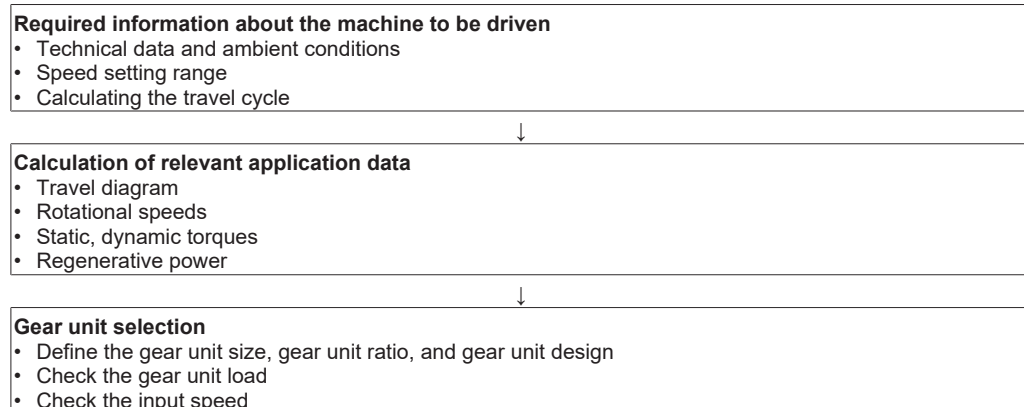 Required information about the machine to be driven
• Technical data and ambient conditions
• Speed setting range
• Calculating the travel cycle
↓
Calculation of relevant application data
• Travel diagram
• Rotational speeds
• Static, dynamic torques
• Regenerative power
↓
Gear unit selection
• Define the gear unit size, gear unit ratio, and gear unit design
• Check the gear unit load
• Check the input speed